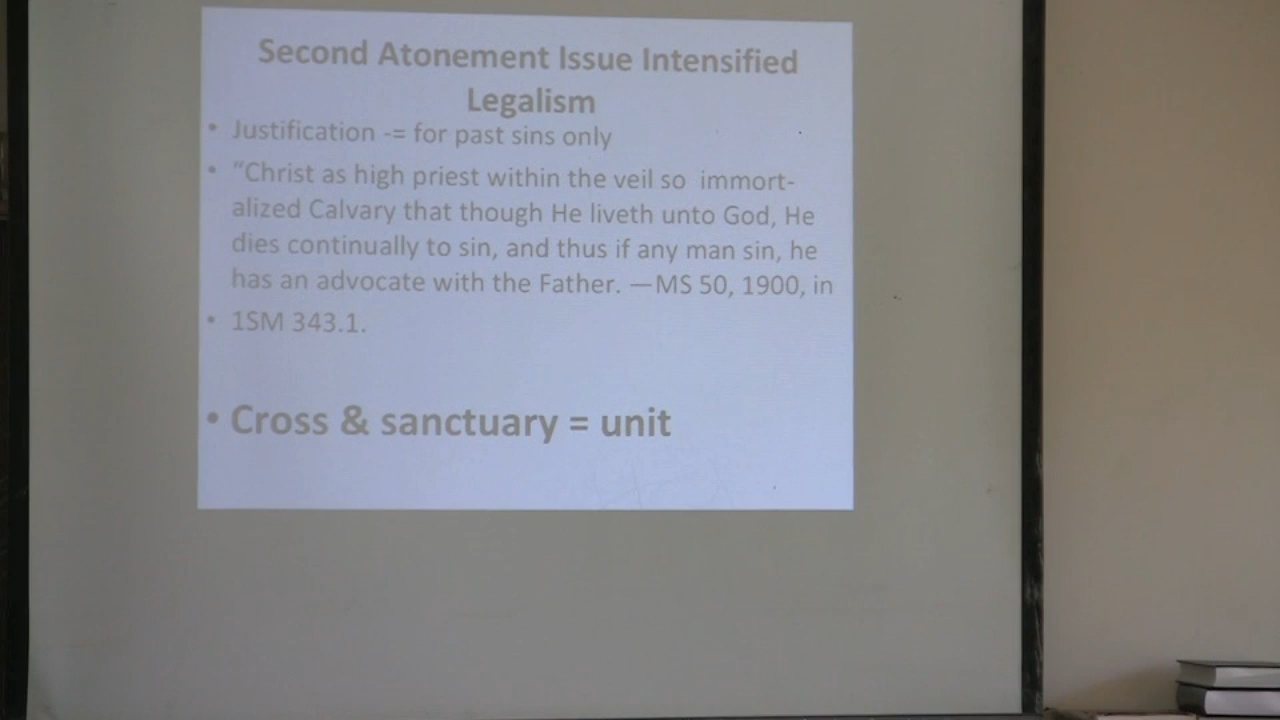 Second Atonement Issue Intensified
Legalism
• Justification -= for past sins only
• “Christ as high priest within the veil so immort-
alized Calvary that though He liveth unto God, He
dies continually to sin, and thus if any man sin, he
has an advocate with the Father. —MS 50, 1900, in
• 1SM 343.1.
• Cross & sanctuary = unit